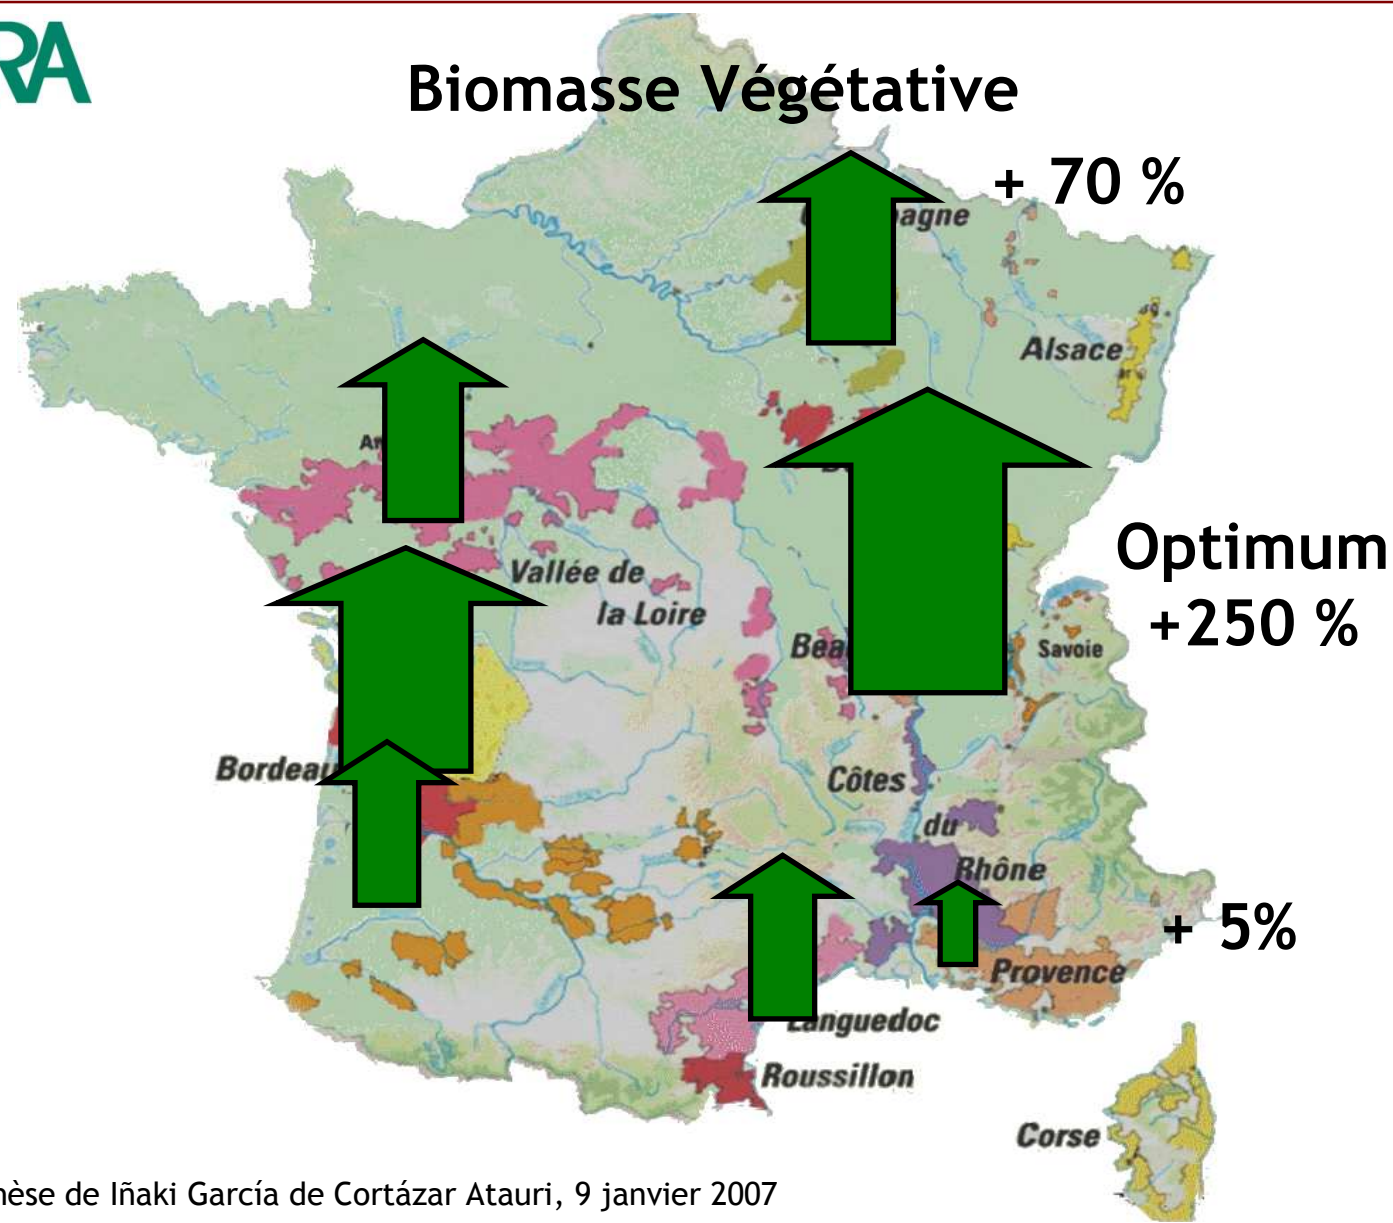 RA
Biomasse Végétative
+ 70 %
agne
Alsace
Optimum
+250 %
Vallée de
la Loire
Savoie
Bea
Bordeau
Côtes
du
Rhône
+ 5%
Provence
Languedoc
Roussillon
Corse
hèse de Iñaki García de Cortázar Atauri, 9 janvier 2007